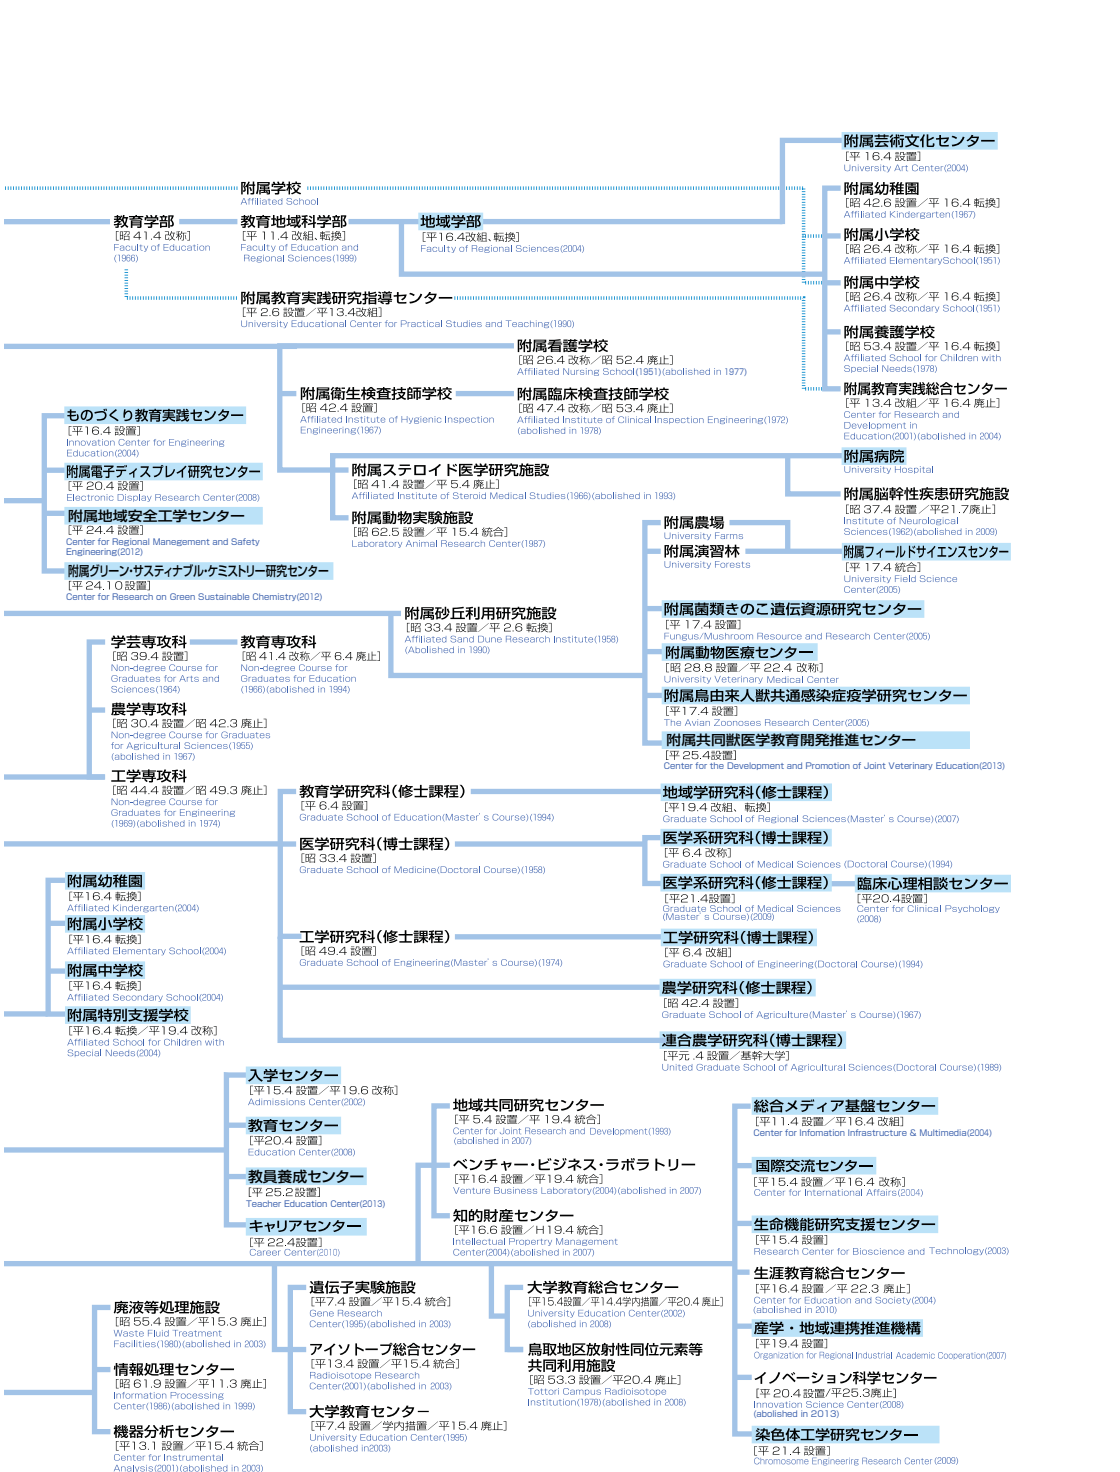 附属芸術文化センター
[平 16.4 設置]
University Art Center(2004)
附属学校
Affiliated School
附属幼稚園
[昭 42.6 設置／平 16.4 転換]
Affiliated Kindergarten(1967)
教育学部
[昭 41.4 改称]
Faculty of Education
(1966)
教育地域科学部
[平 11.4 改組、転換]
Faculty of Education and
Regional Sciences(1999)
地域学部
[平16.4改組、転換]
Faculty of Regional Sciences(2004)
附属小学校
[昭 26.4 改称／平 16.4 転換]
Affiliated ElementarySchool(1951)
附属中学校
[昭 26.4 改称／平 16.4 転換]
Affiliated Secondary School(1951)
附属教育実践研究指導センター
[平 2.6 設置／平13.4改組]
University Educational Center for Practical Studies and Teaching(1990)
附属養護学校
[昭 53.4 設置／平 16.4 転換]
Affiliated School for Children with
Special Needs(1978)
附属看護学校
[昭 26.4 改称／昭 52.4 廃止]
Affiliated Nursing School(1951)(abolished in 1977)
附属教育実践総合センター
[平 13.4 改組／平 16.4 廃止]
Center for Research and
Development in
Education(2001)(abolished in 2004)
附属衛生検査技師学校
[昭 42.4 設置]
Affiliated Institute of Hygienic Inspection
Engineering(1967)
附属臨床検査技師学校
[昭 47.4 改称／昭 53.4 廃止]
Affiliated Institute of Clinical Inspection Engineering(1972)
(abolished in 1978)
ものづくり教育実践センター
[平16.4 設置]
Innovation Center for Engineering
Education(2004)
附属電子ディスプレイ研究センター
[平 20.4 設置]
Electronic Display Research Center(2008)
附属地域安全工学センター
[平 24.4 設置]
Center for Regional Management and Safety
Engineering(2012)
附属グリーン・サスティナブル・ケミストリー研究センター
[平 24.10設置]
Center for Research on Green Sustainable Chemistry(2012)
附属ステロイド医学研究施設
[昭 41.4 設置／平 5.4 廃止]
Affiliated Institute of Steroid Medical Studies(1966)(abolished in 1993)
附属動物実験施設
[昭 62.5 設置／平 15.4 統合]
Laboratory Animal Research Center(1987)
附属病院
University Hospital
附属脳幹性疾患研究施設
[昭 37.4 設置／平21.7廃止]
Institute of Neurological
Sciences(1962)(abolished in 2009)
附属農場
University Farms
附属演習林
University Forests
附属フィールドサイエンスセンター
[平 17.4 統合]
University Field Science
Center(2005)
附属砂丘利用研究施設
[昭 33.4 設置／平 2.6 転換]
Affiliated Sand Dune Research Institute(1958)
(Abolished in 1990)
附属菌類きのこ遺伝資源研究センター
[平 17.4 設置]
Fungus/Mushroom Resource and Research Center(2005)
附属動物医療センター
[昭 28.8 設置／平 22.4 改称]
University Veterinary Medical Center
附属鳥由来人獣共通感染症疫学研究センター
[平17.4 設置]
The Avian Zoonoses Research Center(2005)
附属共同獣医学教育開発推進センター
[平 25.4設置]
Center for the Development and Promotion of Joint Veterinary Education(2013)
学芸専攻科
[昭 39.4 設置]
Non-degree Course for
Graduates for Arts and
Sciences(1964)
教育専攻科
[昭 41.4 改称／平 6.4 廃止]
Non-degree Course for
Graduates for Education
(1966)(abolished in 1994)
農学専攻科
[昭 30.4 設置／昭 42.3 廃止]
Non-degree Course for Graduates
for Agricultural Sciences(1955)
(abolished in 1967)
工学専攻科
[昭 44.4 設置／昭 49.3 廃止]
Non-degree Course for
Graduates for Engineering
(1969)(abolished in 1974)
教育学研究科(修士課程)
[平 6.4 設置]
Graduate School of Education(Master's Course)(1994)
地域学研究科(修士課程)
[平19.4 改組、転換]
Graduate School of Regional Sciences(Master's Course)(2007)
医学研究科(博士課程)
[昭 33.4 設置]
Graduate School of Medicine(Doctoral Course)(1958)
医学系研究科(博士課程)
[平 6.4 改称]
Graduate School of Medical Sciences (Doctoral Course)(1994)
医学系研究科(修士課程)
[平21.4設置]
Graduate School of Medical Sciences
(Master's Course)(2009)
臨床心理相談センター
[平20.4設置]
Center for Clinical Psychology
(2008)
附属幼稚園
[平16.4 転換]
Affiliated Kindergarten(2004)
附属小学校
[平16.4 転換]
Affiliated Elementary School(2004)
附属中学校
[平16.4 転換]
Affiliated Secondary School(2004)
附属特別支援学校
[平16.4 転換／平19.4 改称]
Affiliated School for Children with
Special Needs(2004)
工学研究科(修士課程)
[昭 49.4 設置]
Graduate School of Engineering(Master's Course)(1974)
工学研究科(博士課程)
[平 6.4 改組]
Graduate School of Engineering(Doctoral Course)(1994)
農学研究科(修士課程)
[昭 42.4 設置]
Graduate School of Agriculture(Master's Course)(1967)
連合農学研究科(博士課程)
[平元 .4 設置／基幹大学]
United Graduate School of Agricultural Sciences(Doctoral Course)(1989)
入学センター
[平15.4 設置／平19.6 改称]
Adimissions Center(2002)
教育センター
[平20.4 設置]
Education Center(2008)
教員養成センター
[平 25.2設置]
Teacher Education Center(2013)
キャリアセンター
[平 22.4設置]
Career Center(2010)
地域共同研究センター
[平 5.4 設置／平 19.4 統合]
Center for Joint Research and Development(1993)
(abolished in 2007)
ベンチャー・ビジネス・ラボラトリー
[平16.4 設置／平19.4 統合]
Venture Business Laboratory(2004)(abolished in 2007)
知的財産センター
[平16.6 設置／H19.4 統合]
Intellectual Propertry Management
Center(2004)(abolished in 2007)
総合メディア基盤センター
[平11.4 設置／平16.4 改組]
Center for Infomation Infrastructure & Multimedia(2004)
国際交流センター
[平15.4 設置／平16.4 改称]
Center for International Affairs(2004)
生命機能研究支援センター
[平15.4 設置]
Research Center for Bioscience and Technology(2003)
生涯教育総合センター
[平16.4 設置／平 22.3 廃止]
Center for Education and Society(2004)
(abolished in 2010)
産学・地域連携推進機構
[平19.4 設置]
Organization for Regional Industrial Academic Cooperation(2007)
イノベーション科学センター
[平 20.4 設置/平25.3廃止]
Innovation Science Center(2008)
(abolished in 2013)
染色体工学研究センター
[平 21.4 設置]
Chromosome Engineering Research Center (2009)
廃液等処理施設
[昭 55.4 設置／平15.3 廃止]
Waste Fluid Treatment
Facilities(1980)(abolished in 2003)
情報処理センター
[昭 61.9 設置／平11.3 廃止]
Information Processing
Center(1986)(abolished in 1999)
機器分析センター
[平13.1 設置／平15.4 統合]
Center for Instrumental
Analysis(2001)(abolished in 2003)
遺伝子実験施設
[平7.4 設置／平15.4 統合]
Gene Research
Center(1995)(abolished in 2003)
アイソトープ総合センター
[平13.4 設置／平15.4 統合]
Radioisotope Research
Center(2001)(abolished in 2003)
大学教育センター
[平7.4 設置／学内措置／平15.4 廃止]
University Education Center(1995)
(abolished in2003)
大学教育総合センター
[平15.4設置／平14.4学内措置／平20.4 廃止]
University Education Center(2002)
(abolished in 2008)
鳥取地区放射性同位元素等
共同利用施設
[昭 53.3 設置／平20.4 廃止]
Tottori Campus Radioisotope
Institution(1978)(abolished in 2008)